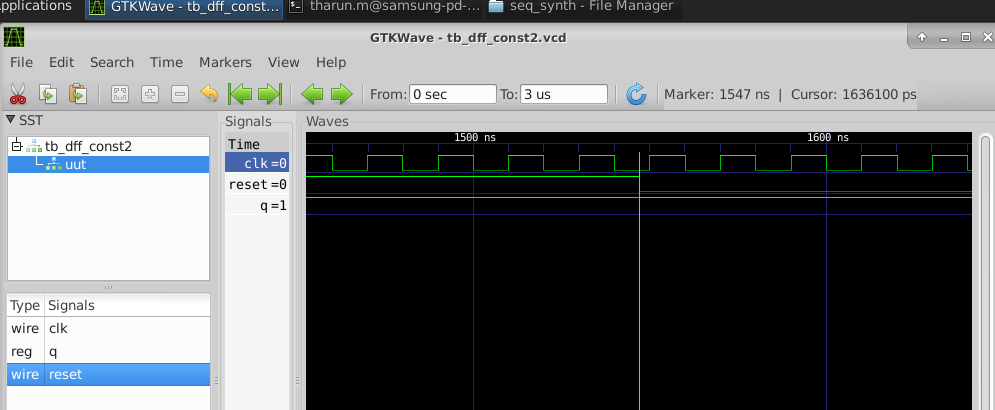 pplications GTKWave - tb_dff_const... tharun.m@samsung-pd-... seq_synth - File Manager
GTKWave - tb_dff_const2.vcd
File Edit Search Time Markers View Help
From: 0 sec To: 3 us Marker: 1547 ns | Cursor: 1636100 ps
SST
tb_dff_const2
uut
Type Signals
wire clk
reg q
wire reset
Signals
Time
clk =0
reset =0
q =1
Waves
1500 ns 1600 ns